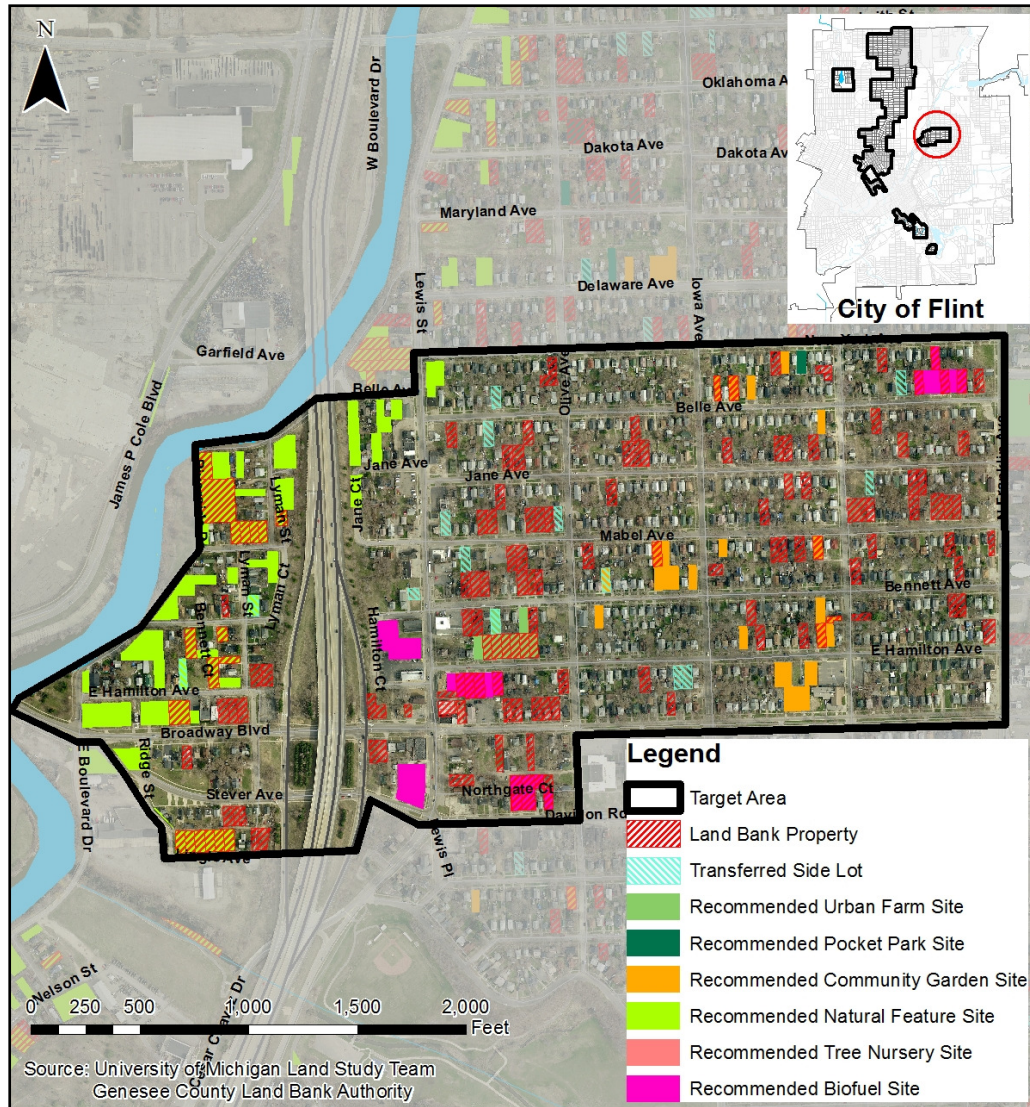 N
W Boulevard Dr
Oklahoma A
Dakota Ave
Dakota Ave
Maryland Ave
Lewis St
Delaware Ave
Iowa Ave
City of Flint
Garfield Ave
James P Cole Blvd
Belle Av
Olive Ave
Belle Ave
Jane Ave
Jane Ave
Jane Ct
Lyman St
Mabel Ave
Lyman St
Lyman Ct
Bennett Ave
Bennett Ct
Hamilton Ct
E Hamilton Ave
E Hamilton Ave
Broadway Blvd
E Boulevard Dr
Ridge St
Stever Ave
Northgate Ct
Davison Rd
Lewis Pl
Nelson St
Legend
Target Area
Land Bank Property
Transferred Side Lot
Recommended Urban Farm Site
Recommended Pocket Park Site
Recommended Community Garden Site
Recommended Natural Feature Site
Recommended Tree Nursery Site
Recommended Biofuel Site
0 250 500 1,000 1,500 2,000
Feet
Source: University of Michigan Land Study Team
Genesee County Land Bank Authority